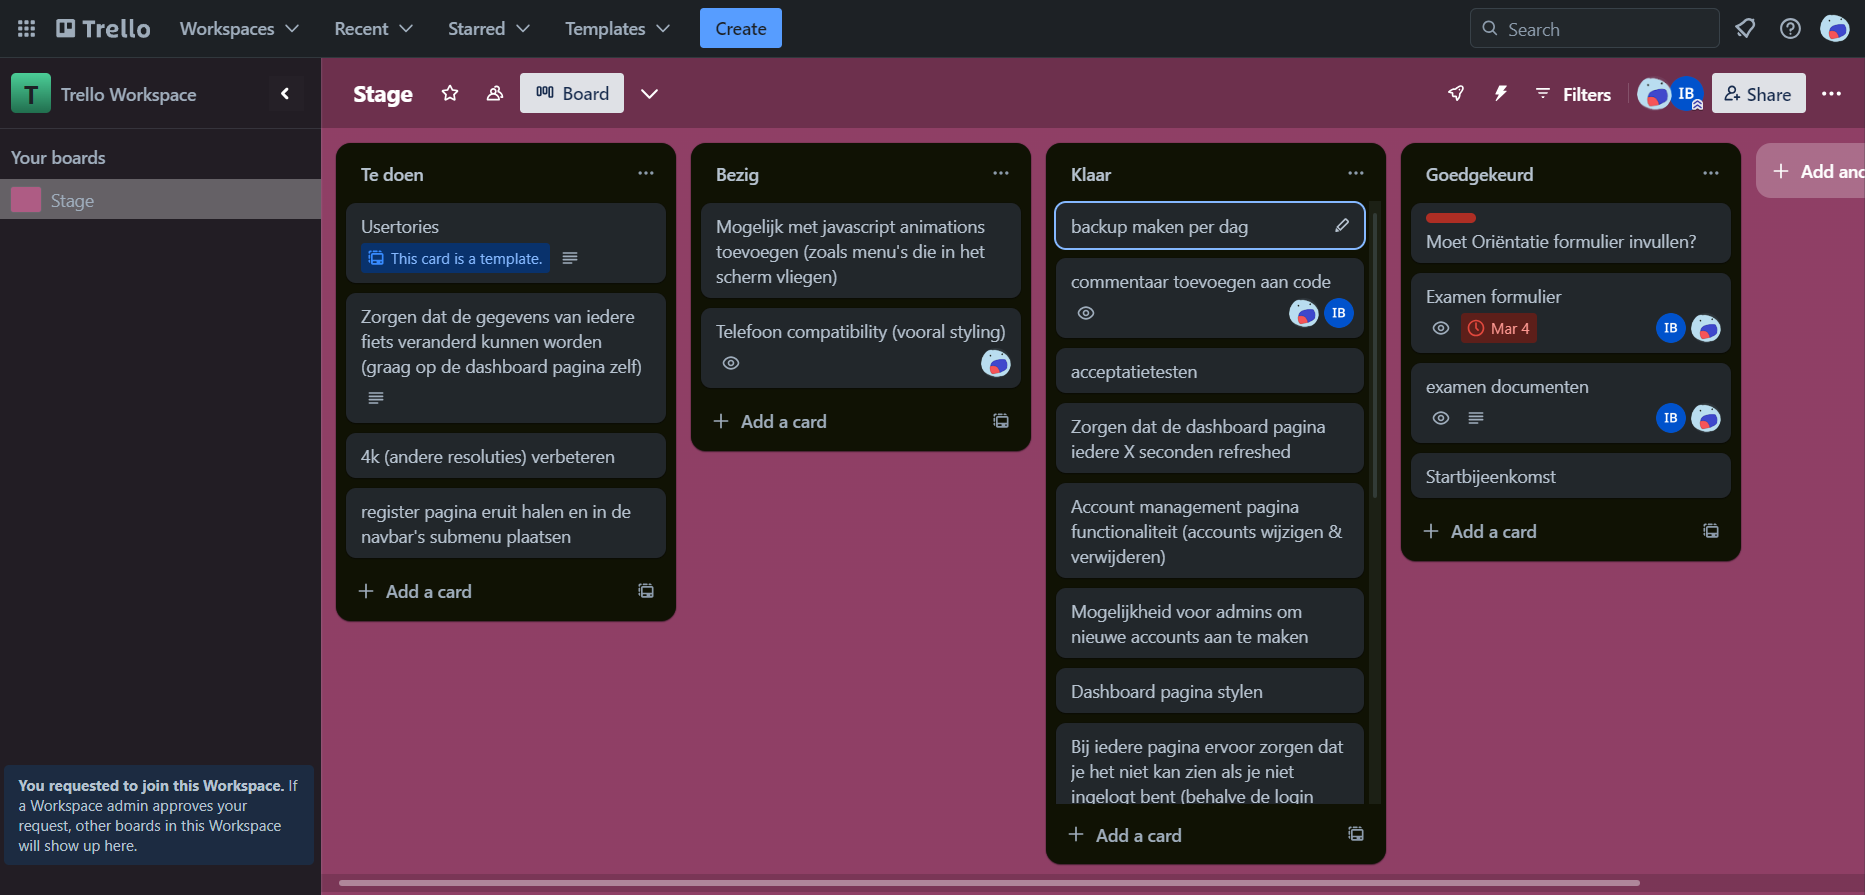 Trello
Workspaces
Recent
Starred
Templates
Create
Search
T
Trello Workspace
Stage
Board
Filters
IB
Share
Your boards
Stage
Te doen
Usertories
This card is a template.
Zorgen dat de gegevens van iedere
fiets veranderd kunnen worden
(graag op de dashboard pagina zelf)
4k (andere resoluties) verbeteren
register pagina eruit halen en in de
navbar's submenu plaatsen
Add a card
Bezig
Mogelijk met javascript animations
toevoegen (zoals menu's die in het
scherm vliegen)
Telefoon compatibility (vooral styling)
Add a card
Klaar
backup maken per dag
commentaar toevoegen aan code
IB
acceptatietesten
Zorgen dat de dashboard pagina
iedere X seconden refreshed
Account management pagina
functionaliteit (accounts wijzigen &
verwijderen)
Mogelijkheid voor admins om
nieuwe accounts aan te maken
Dashboard pagina stylen
Bij iedere pagina ervoor zorgen dat
je het niet kan zien als je niet
ingelogt bent (behalve de login
Add a card
Goedgekeurd
Moet Oriëntatie formulier invullen?
Examen formulier
Mar 4
IB
examen documenten
IB
Startbijeenkomst
Add a card
Add ano
You requested to join this Workspace. If
a Workspace admin approves your
request, other boards in this Workspace
will show up here.